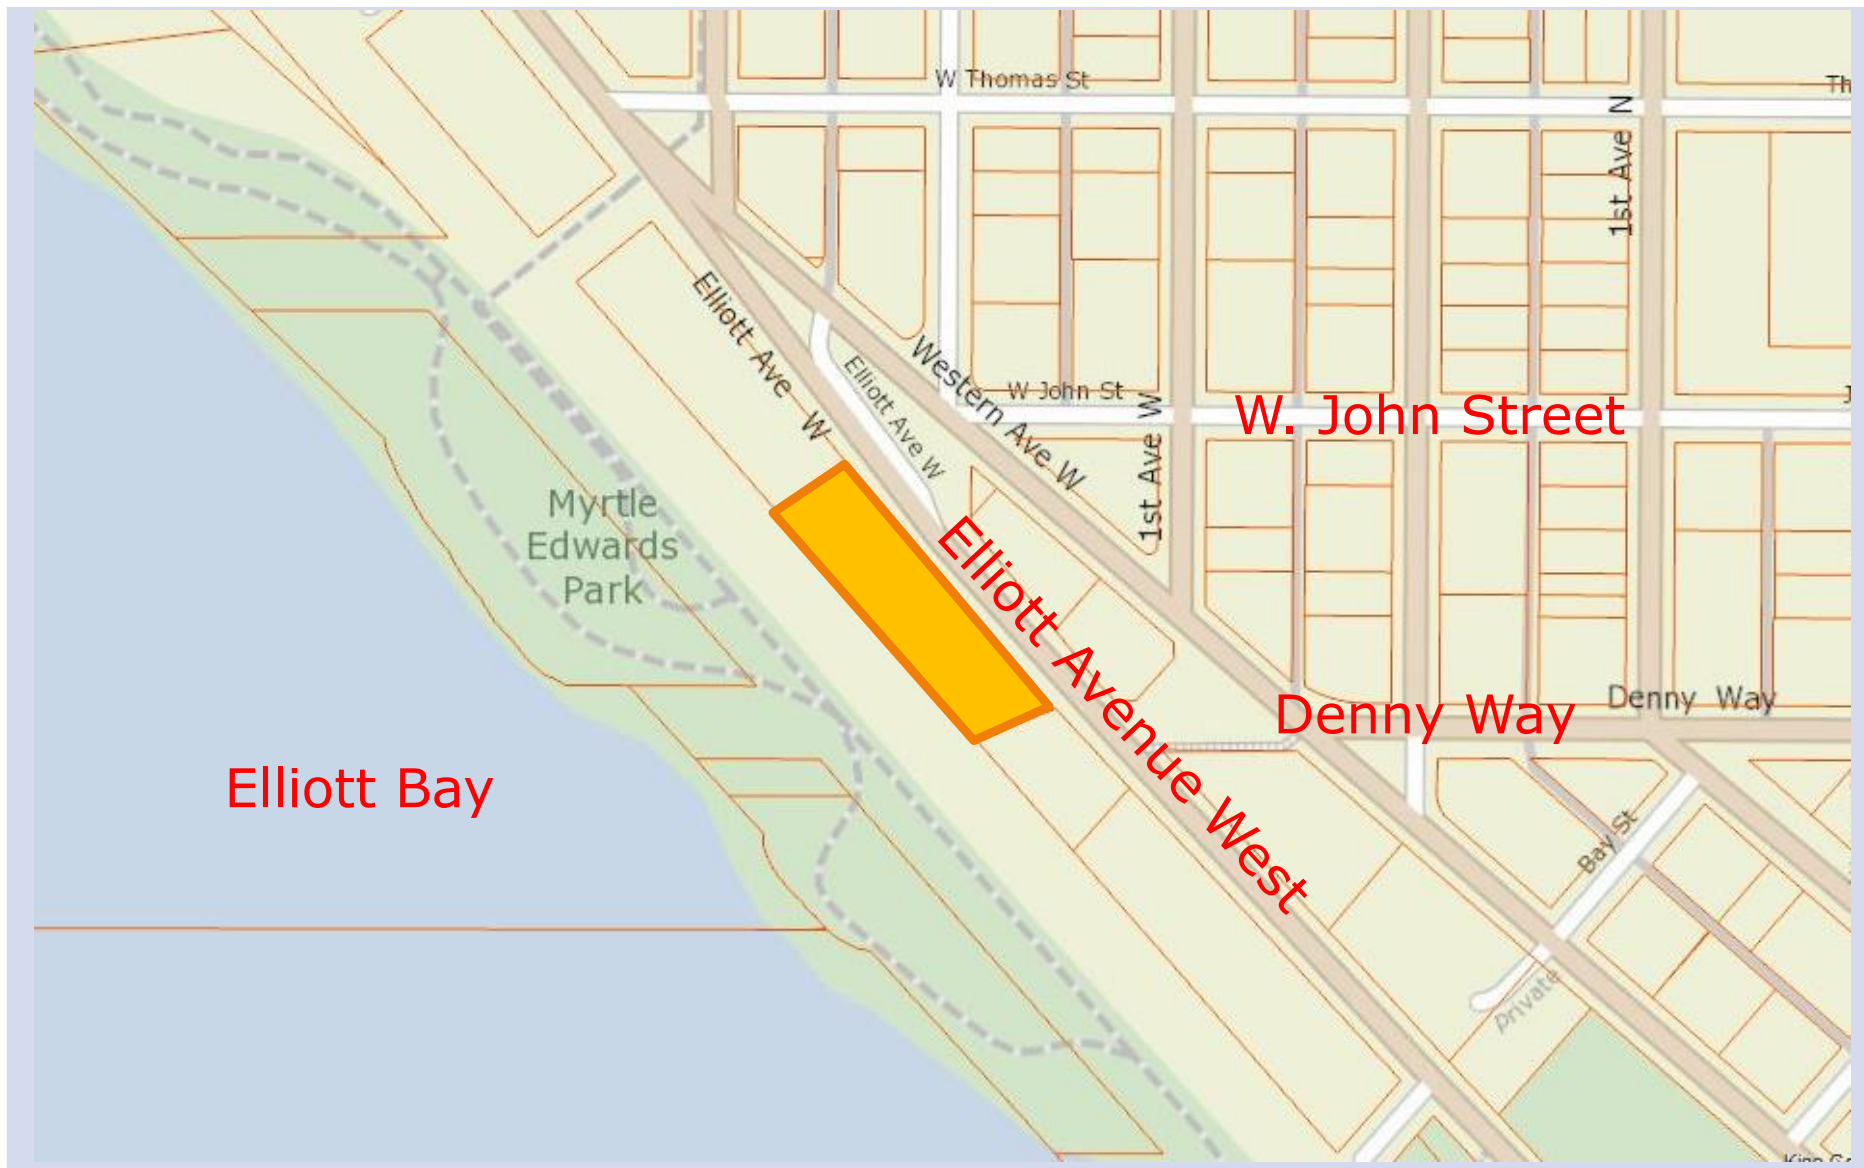 W Thomas St
Th
1st Ave N
Elliott Ave W
Elliott Ave W
Western Ave W
W John St
J
1st Ave W
W. John Street
Myrtle
Edwards
Park
Elliott Avenue West
Denny Way
Denny Way
Elliott Bay
Bay St
private